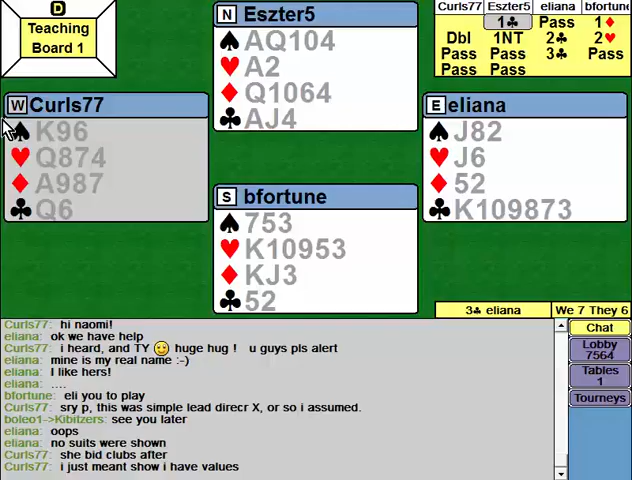 D
Teaching
Board 1
N Eszter5
♠ AQ104
♥ A2
♦ Q1064
♣ AJ4
Curls77 Eszter5 eliana bfortune
1♣ Pass 1♦
Dbl 1NT 2♣ 2♥
Pass Pass 3♣ Pass
Pass Pass
W Curls77
♠ K96
♥ Q874
♦ A987
♣ Q6
E eliana
♠ J82
♥ J6
♦ 52
♣ K109873
S bfortune
♠ 753
♥ K10953
♦ KJ3
♣ 52
3♣ eliana We 7 They 6
Curls77: hi naomi!
eliana: ok we have help
Curls77: i heard, and TY huge hug ! u guys pls alert
eliana: mine is my real name :-)
eliana: I like hers!
eliana: ....
bfortune: eli you to play
Curls77: sry p, this was simple lead direcr X, or so i assumed.
boleo1->Kibitzers: see you later
eliana: oops
eliana: no suits were shown
Curls77: she bid clubs after
Curls77: i just meant show i have values
Chat
Lobby
7564
Tables
1
Tourneys